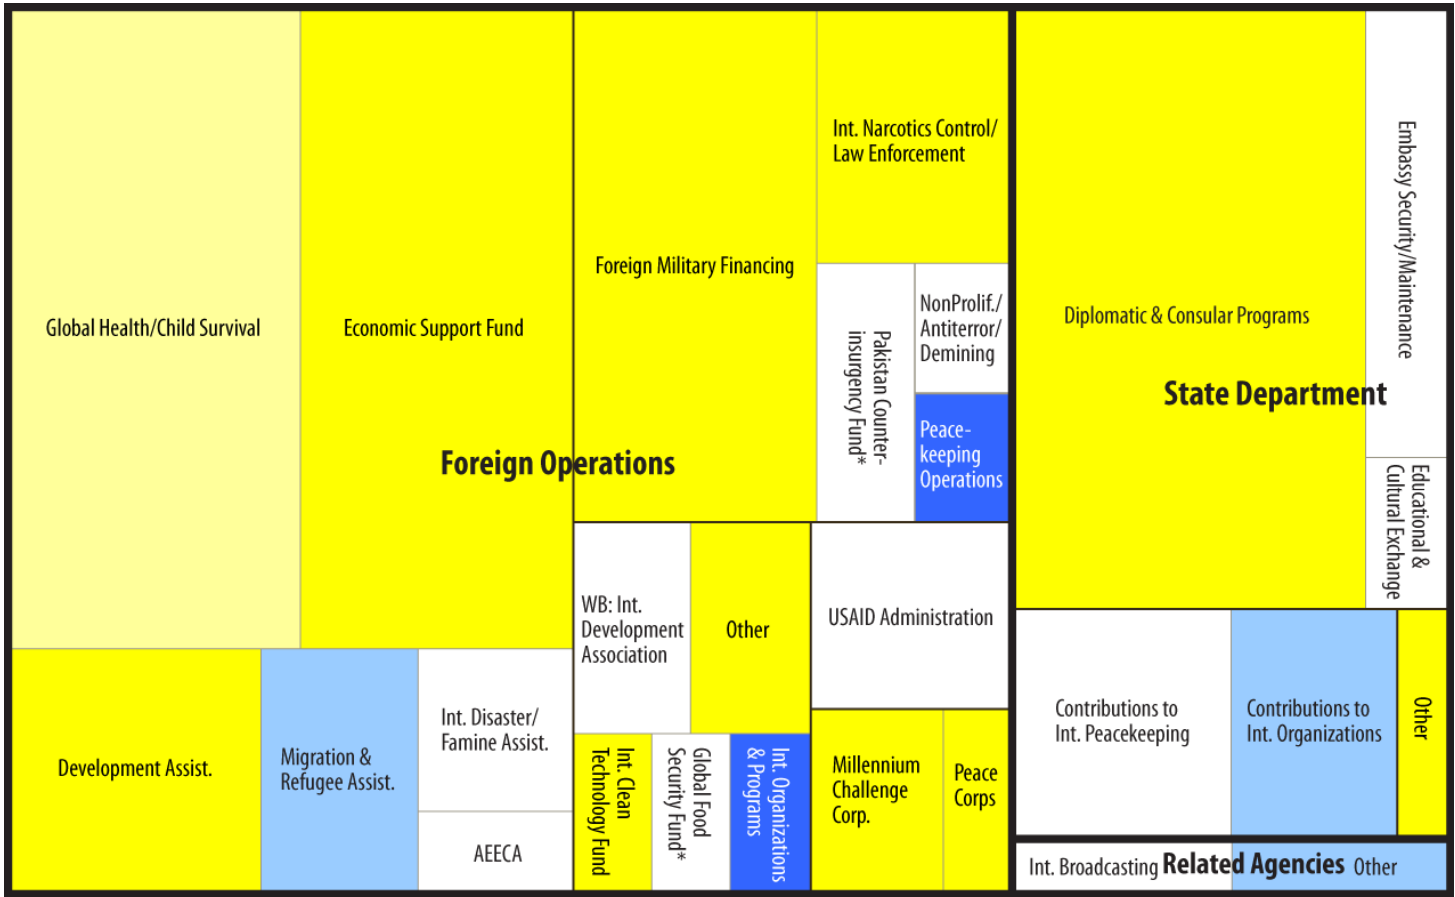 Global Health/Child Survival
Economic Support Fund
Foreign Military Financing
Int. Narcotics Control/
Law Enforcement
Pakistan Counter-
insurgency Fund*
NonProlif./
Antiterror/
Demining
Peace-
keeping
Operations
Foreign Operations
Development Assist.
Migration &
Refugee Assist.
Int. Disaster/
Famine Assist.
AEECA
WB: Int.
Development
Association
Other
USAID Administration
Int. Clean
Technology Fund
Global Food
Security Fund*
Int. Organizations
& Programs
Millennium
Challenge
Corp.
Peace
Corps
Diplomatic & Consular Programs
Embassy Security/Maintenance
State Department
Educational &
Cultural Exchange
Contributions to
Int. Peacekeeping
Contributions to
Int. Organizations
Other
Int. Broadcasting
Related Agencies
Other